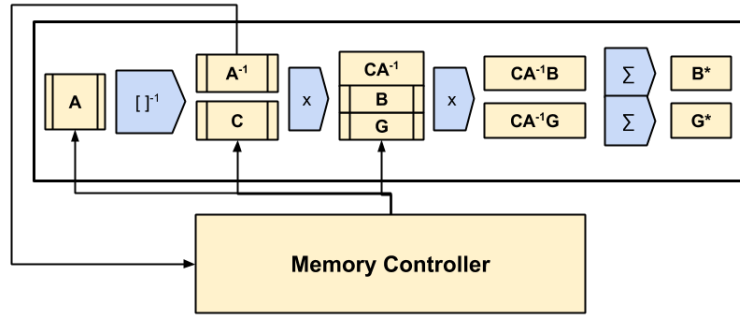 A
[ ]⁻¹
A⁻¹
C
x
CA⁻¹
B
G
x
CA⁻¹B
CA⁻¹G
Σ
Σ
B*
G*
Memory Controller